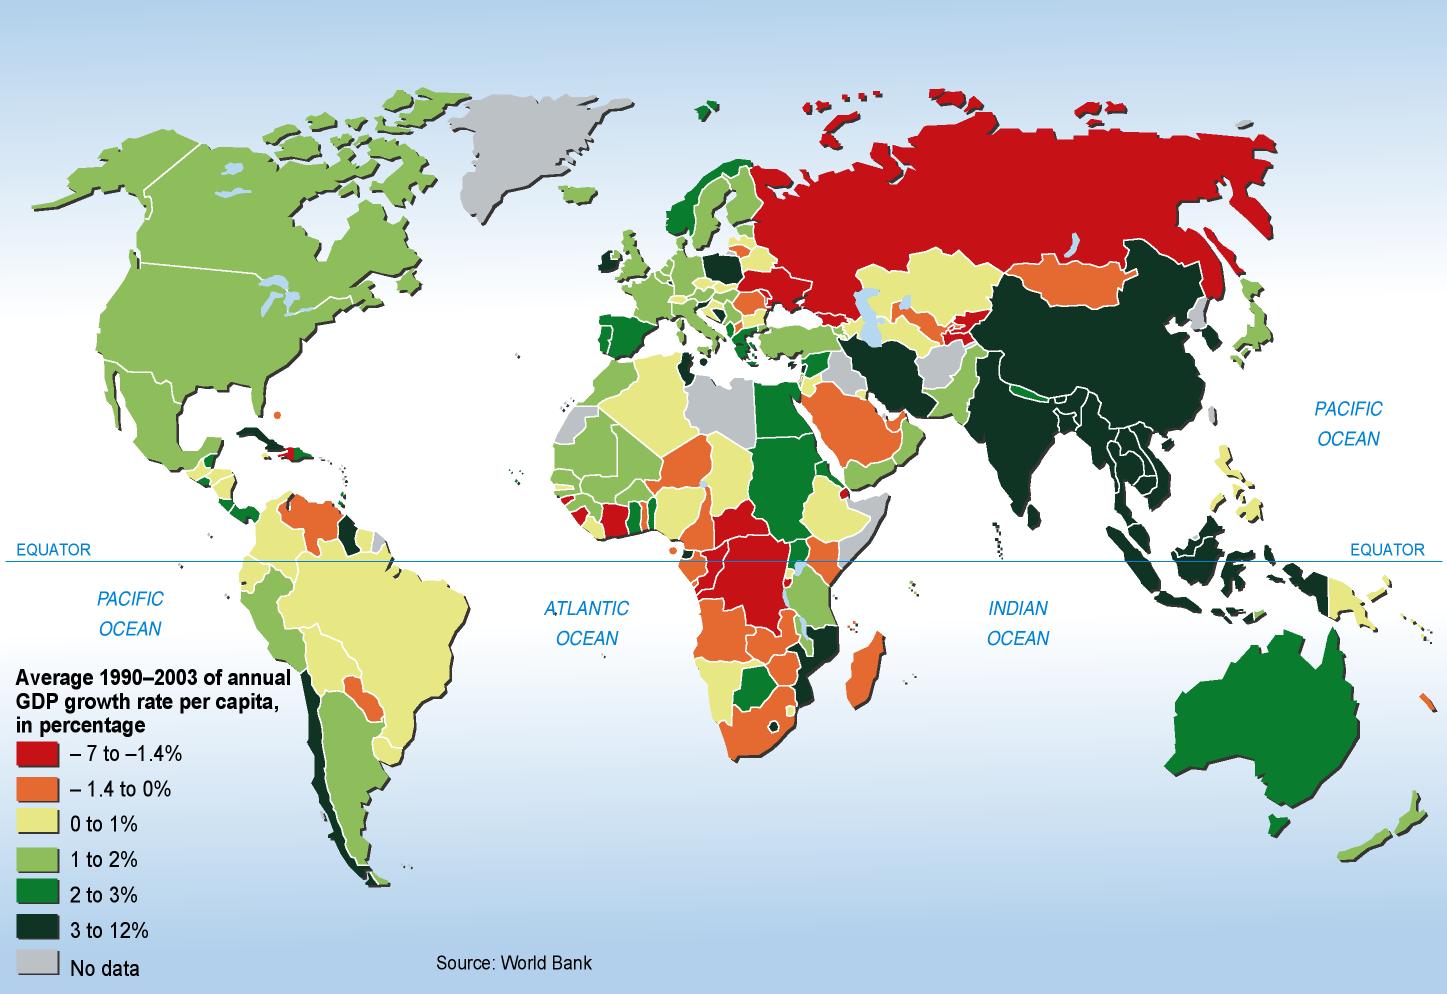 EQUATOR
EQUATOR
PACIFIC
OCEAN
PACIFIC
OCEAN
ATLANTIC
OCEAN
INDIAN
OCEAN
Average 1990–2003 of annual
GDP growth rate per capita,
in percentage
– 7 to –1.4%
– 1.4 to 0%
0 to 1%
1 to 2%
2 to 3%
3 to 12%
No data
Source: World Bank